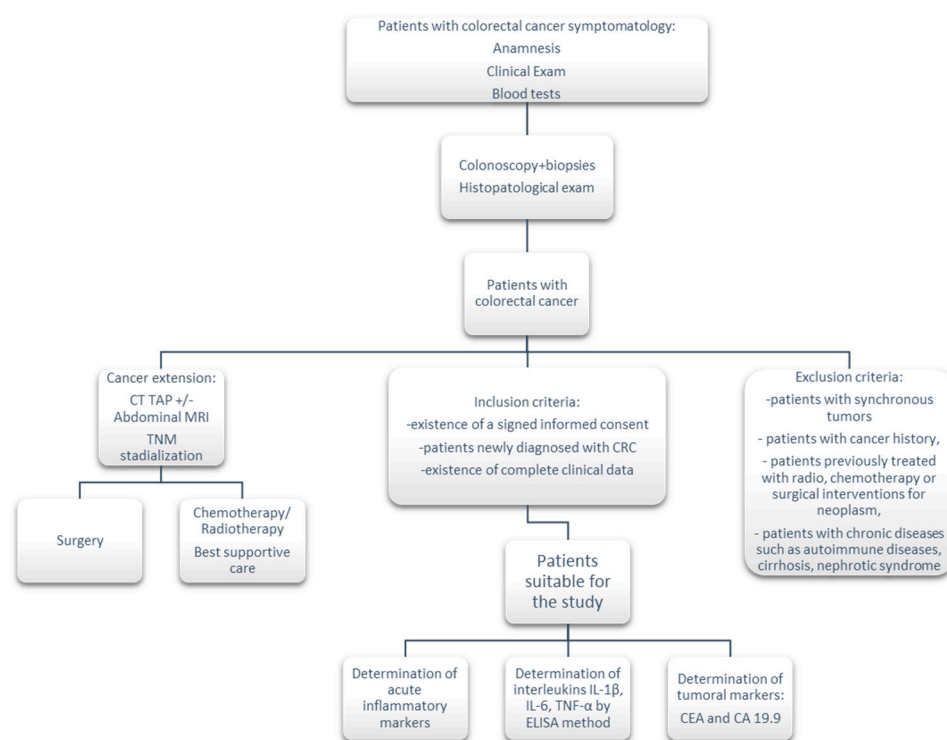 Patients with colorectal cancer symptomatology:
Anamnesis
Clinical Exam
Blood tests
Colonoscopy+biopsies
Histopatological exam
Patients with
colorectal cancer
Cancer extension:
CT TAP +/-
Abdominal MRI
TNM
stadialization
Surgery
Chemotherapy/
Radiotherapy
Best supportive
care
Inclusion criteria:
-existence of a signed informed consent
-patients newly diagnosed with CRC
-existence of complete clinical data
Exclusion criteria:
-patients with synchronous
tumors
- patients with cancer history,
- patients previously treated
with radio, chemotherapy or
surgical interventions for
neoplasm,
- patients with chronic diseases
such as autoimmune diseases,
cirrhosis, nephrotic syndrome
Patients
suitable for
the study
Determination of
acute
inflammatory
markers
Determination of
interleukins IL-1β,
IL-6, TNF-α by
ELISA method
Determination of
tumoral markers:
CEA and CA 19.9